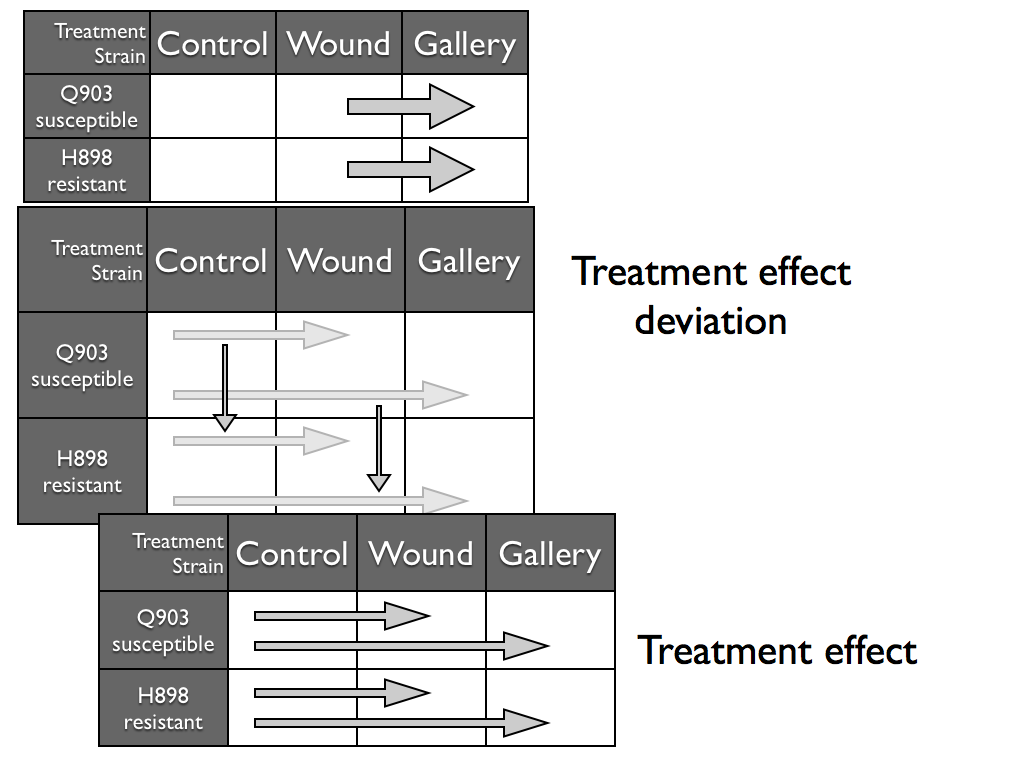 Treatment
Strain
Control
Wound
Gallery
Q903
susceptible
H898
resistant
Treatment
Strain
Control
Wound
Gallery
Q903
susceptible
H898
resistant
Treatment effect
deviation
Treatment
Strain
Control
Wound
Gallery
Q903
susceptible
H898
resistant
Treatment effect